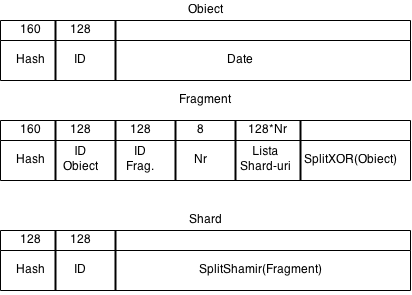 Obiect
160 128
Hash ID Date
Fragment
160 128 128 8 128*Nr
Hash ID Obiect ID Frag. Nr Lista Shard-uri SplitXOR(Obiect)
Shard
128 128
Hash ID SplitShamir(Fragment)